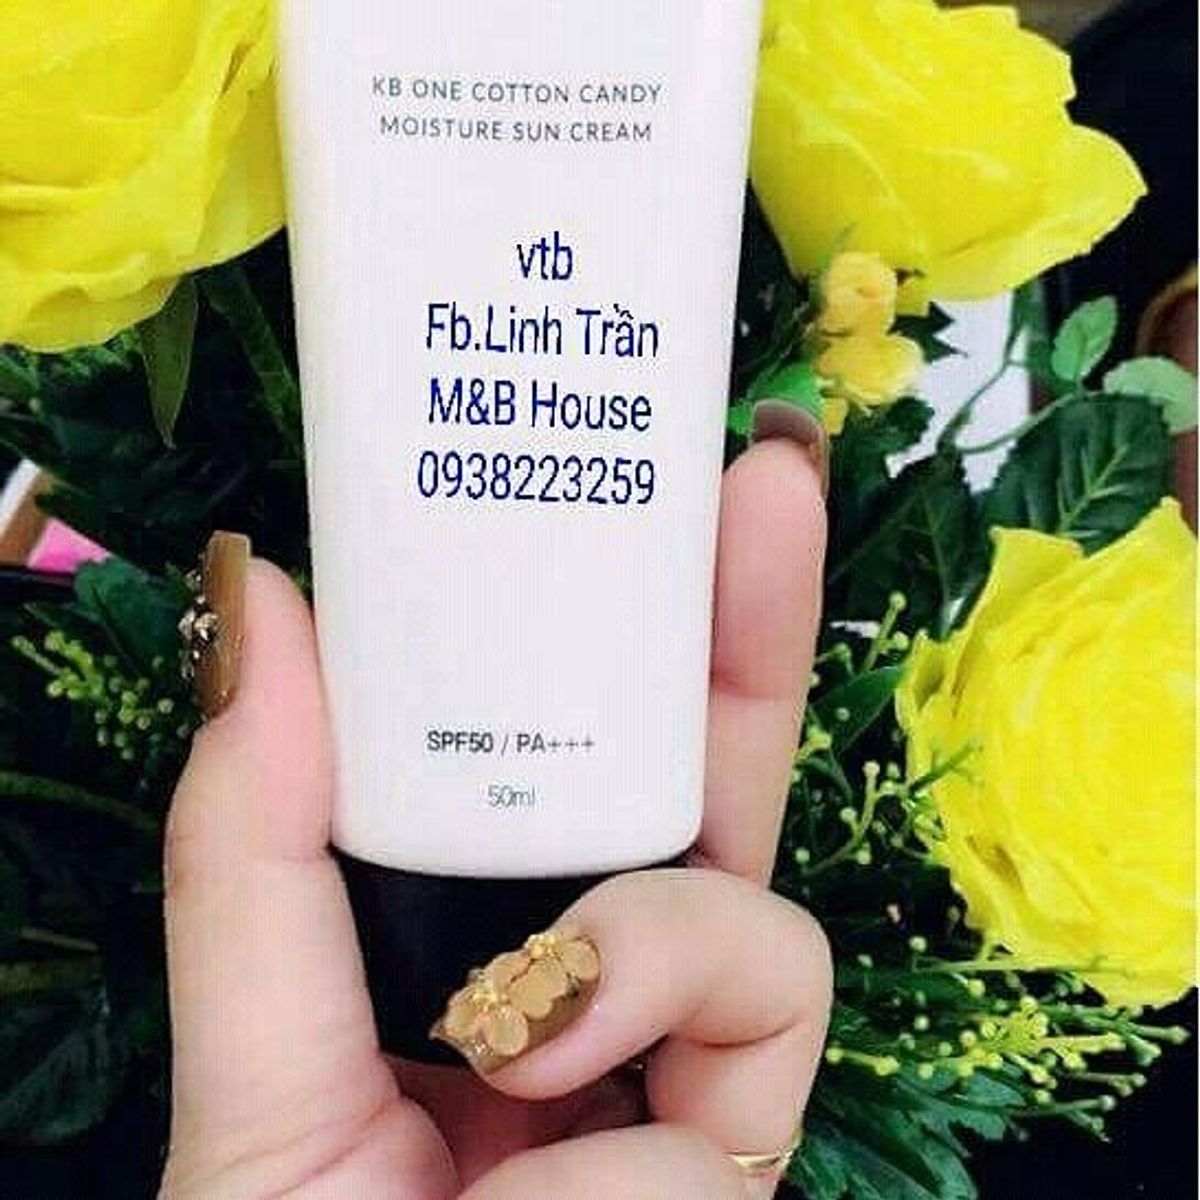 KB ONE COTTON CANDY
MOISTURE SUN CREAM
vtb
Fb.Linh Trần
M&B House
0938223259
SPF50 / PA+++
50ml